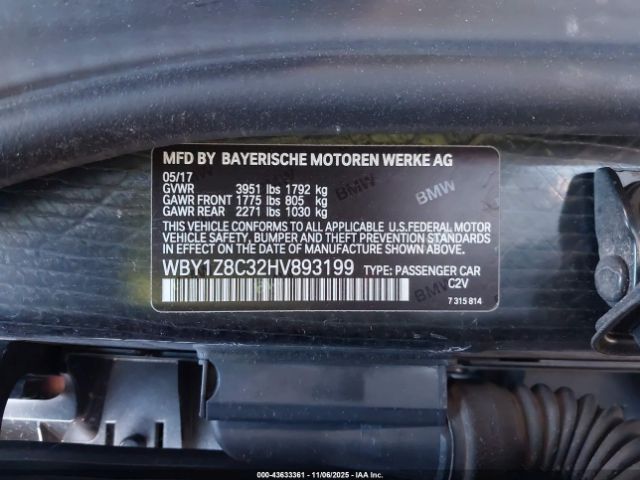 MFD BY BAYERISCHE MOTOREN WERKE AG
05/17
GVWR 3951 lbs 1792 kg
GAWR FRONT 1775 lbs 805 kg
GAWR REAR 2271 lbs 1030 kg
THIS VEHICLE CONFORMS TO ALL APPLICABLE U.S.FEDERAL MOTOR
VEHICLE SAFETY, BUMPER, AND THEFT PREVENTION STANDARDS
IN EFFECT ON THE DATE OF MANUFACTURE SHOWN ABOVE.
WBY1Z8C32HV893199 TYPE: PASSENGER CAR
C2V
7 315 814
BMW
BMW
BMW
000-43633361 - 11/06/2025 - IAA Inc.